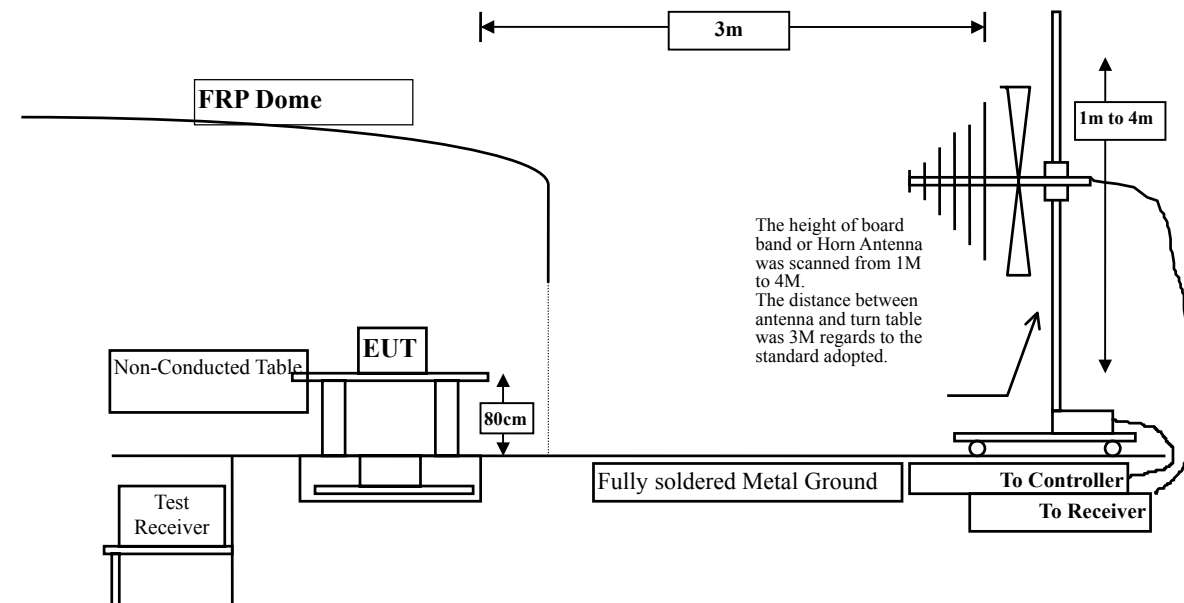 3m
FRP Dome
1m to 4m
The height of board
band or Horn Antenna
was scanned from 1M
to 4M.
The distance between
antenna and turn table
was 3M regards to the
standard adopted.
EUT
Non-Conducted Table
80cm
Fully soldered Metal Ground
To Controller
Test
Receiver
To Receiver